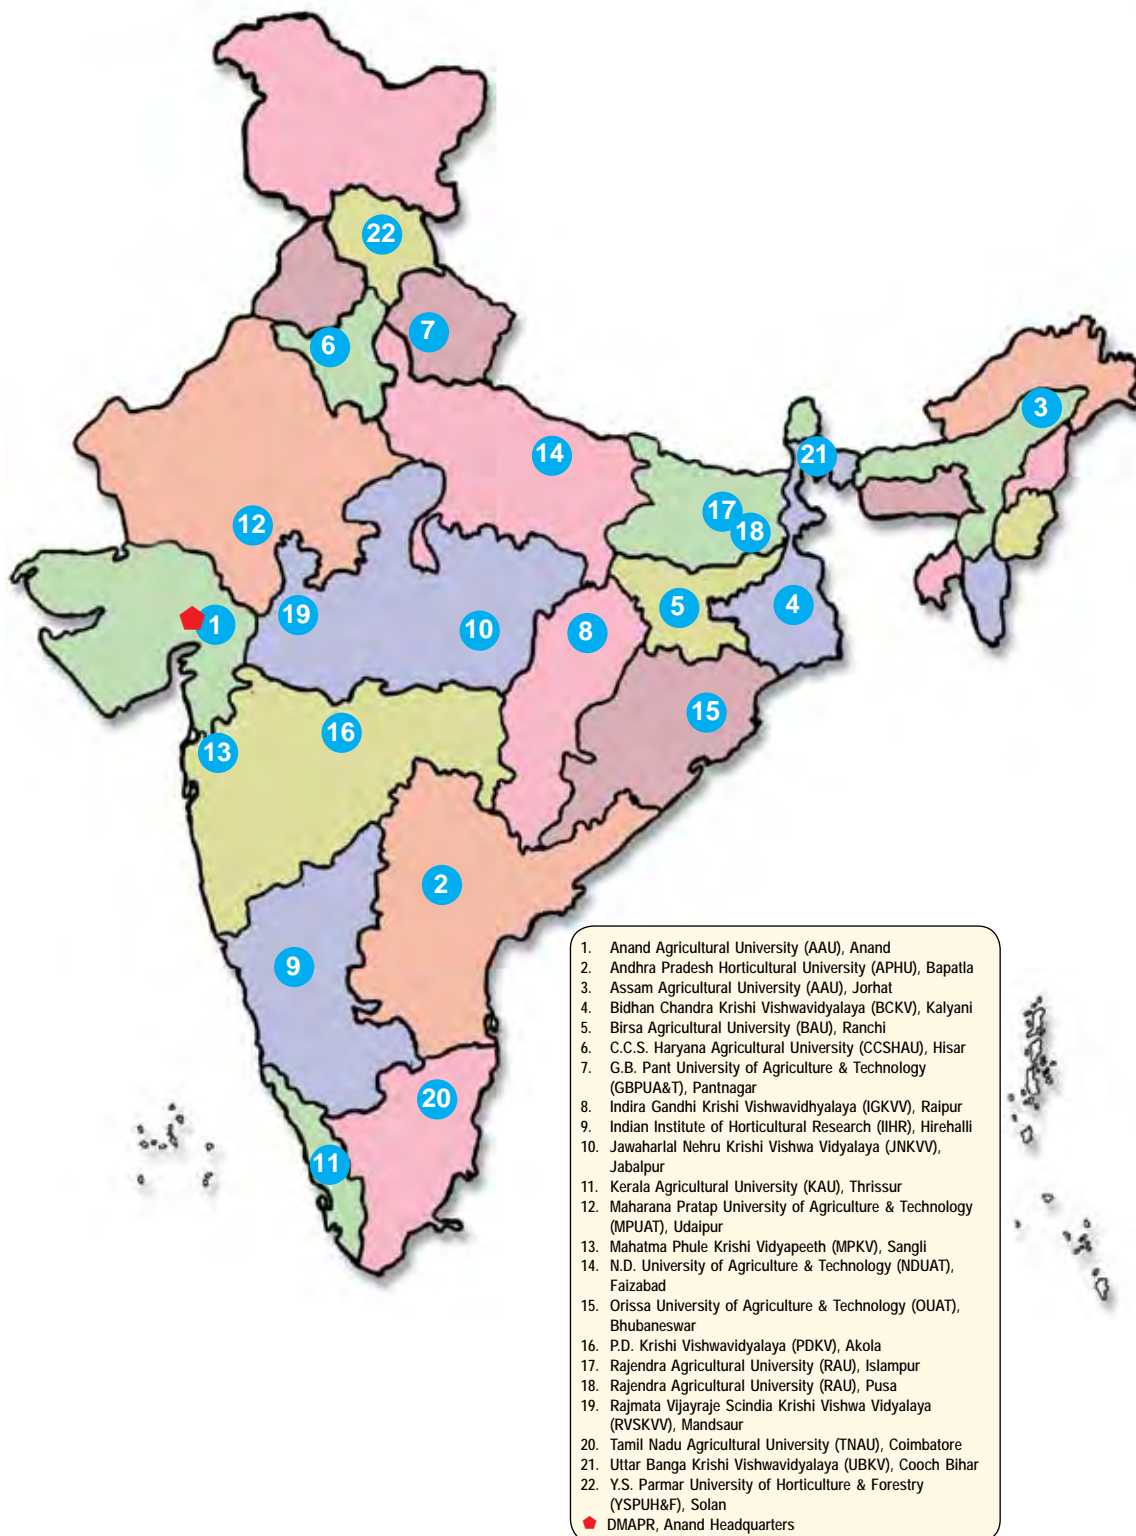 22
7
6
3
14
21
17
12
18
5
4
19
1
10
8
15
16
13
2
9
20
11
1. Anand Agricultural University (AAU), Anand
2. Andhra Pradesh Horticultural University (APHU), Bapatla
3. Assam Agricultural University (AAU), Jorhat
4. Bidhan Chandra Krishi Vishwavidyalaya (BCKV), Kalyani
5. Birsa Agricultural University (BAU), Ranchi
6. C.C.S. Haryana Agricultural University (CCSHAU), Hisar
7. G.B. Pant University of Agriculture & Technology
(GBPUA&T), Pantnagar
8. Indira Gandhi Krishi Vishwavidhyalaya (IGKVV), Raipur
9. Indian Institute of Horticultural Research (IIHR), Hirehalli
10. Jawaharlal Nehru Krishi Vishwa Vidyalaya (JNKVV),
Jabalpur
11. Kerala Agricultural University (KAU), Thrissur
12. Maharana Pratap University of Agriculture & Technology
(MPUAT), Udaipur
13. Mahatma Phule Krishi Vidyapeeth (MPKV), Sangli
14. N.D. University of Agriculture & Technology (NDUAT),
Faizabad
15. Orissa University of Agriculture & Technology (OUAT),
Bhubaneswar
16. P.D. Krishi Vishwavidyalaya (PDKV), Akola
17. Rajendra Agricultural University (RAU), Islampur
18. Rajendra Agricultural University (RAU), Pusa
19. Rajmata Vijayraje Scindia Krishi Vishwa Vidyalaya
(RVSKVV), Mandsaur
20. Tamil Nadu Agricultural University (TNAU), Coimbatore
21. Uttar Banga Krishi Vishwavidyalaya (UBKV), Cooch Bihar
22. Y.S. Parmar University of Horticulture & Forestry
(YSPUH&F), Solan
DMAPR, Anand Headquarters